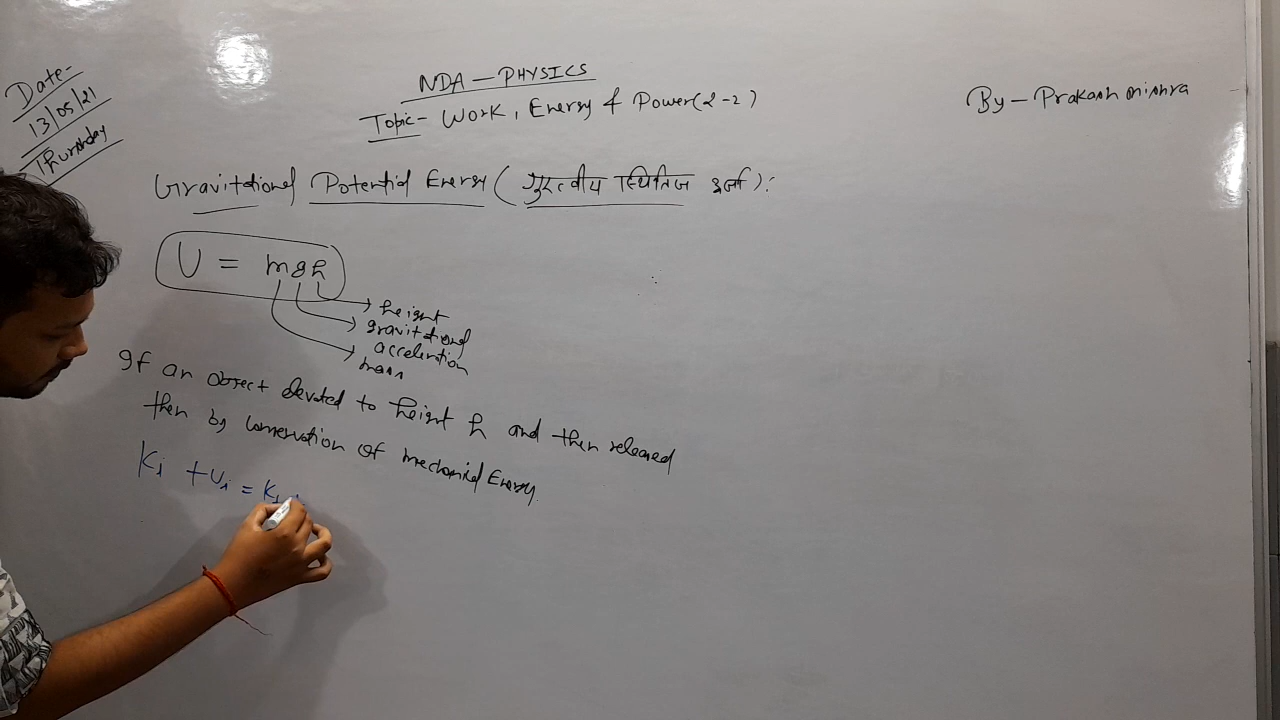 Date-
13/05/21
Thursday
NDA - PHYSICS
Topic- Work, Energy & Power (2-2)
By - Prakash mishra
Gravitational Potential Energy ( गुरुत्वीय स्थितिज ऊर्जा ):
U = mgh
height
gravitational
acceleration
mass
If an object elevated to height h and then released
then by conservation of mechanical Energy
Ki + Ui = Kf